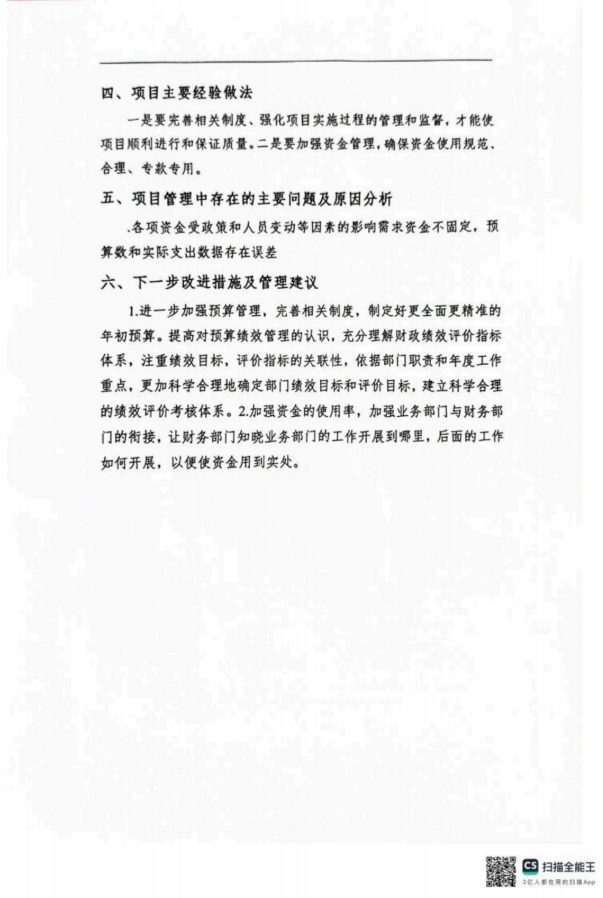 四、项目主要经验做法
一是要完善相关制度、强化项目实施过程的管理和监督，才能使
项目顺利进行和保证质量。二是要加强资金管理，确保资金使用规范、
合理、专款专用。
五、项目管理中存在的主要问题及原因分析
.各项资金受政策和人员变动等因素的影响需求资金不固定，预
算数和实际支出数据存在误差
六、下一步改进措施及管理建议
1.进一步加强预算管理，完善相关制度，制定好更全面更精准的
年初预算。提高对预算绩效管理的认识，充分理解财政绩效评价指标
体系，注重绩效目标，评价指标的关联性，依据部门职责和年度工作
重点，更加科学合理地确定部门绩效目标和评价目标，建立科学合理
的绩效评价考核体系。2.加强资金的使用率，加强业务部门与财务部
门的衔接，让财务部门知晓业务部门的工作开展到哪里，后面的工作
如何开展，以便使资金用到实处。
CS 扫描全能王
3亿人都在用的扫描App